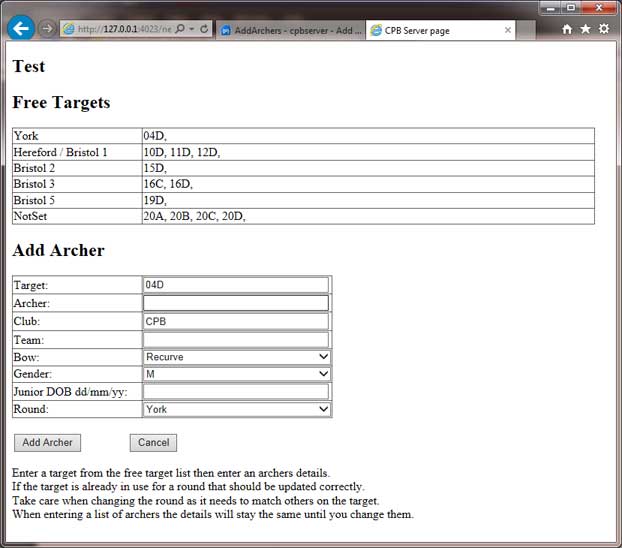 http://127.0.0.1:4023/ne
AddArchers - cpbserver - Add ...
CPB Server page
Test
Free Targets
York 04D,
Hereford / Bristol 1 10D, 11D, 12D,
Bristol 2 15D,
Bristol 3 16C, 16D,
Bristol 5 19D,
NotSet 20A, 20B, 20C, 20D,
Add Archer
Target: 04D
Archer:
Club: CPB
Team:
Bow: Recurve
Gender: M
Junior DOB dd/mm/yy:
Round: York
Add Archer Cancel
Enter a target from the free target list then enter an archers details.
If the target is already in use for a round that should be updated correctly.
Take care when changing the round as it needs to match others on the target.
When entering a list of archers the details will stay the same until you change them.